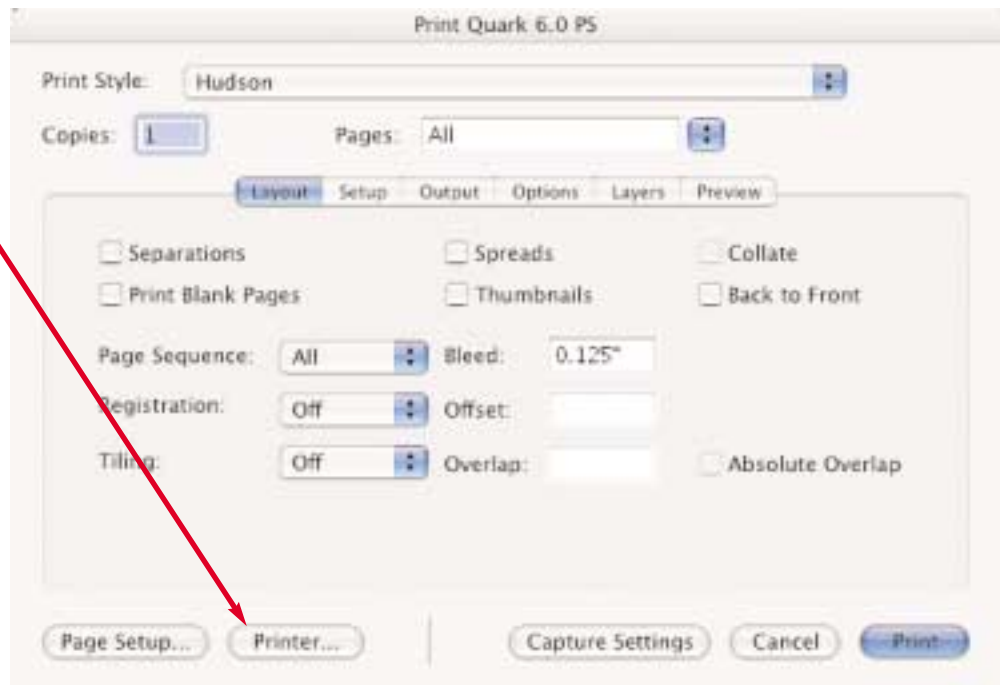 Print Quark 6.0 PS
Print Style: Hudson
Copies: 1 Pages: All
Layout Setup Output Options Layers Preview
Separations Spreads Collate
Print Blank Pages Thumbnails Back to Front
Page Sequence: All Bleed: 0.125"
Registration: Off Offset:
Tiling: Off Overlap: Absolute Overlap
Page Setup... Printer... Capture Settings Cancel Print